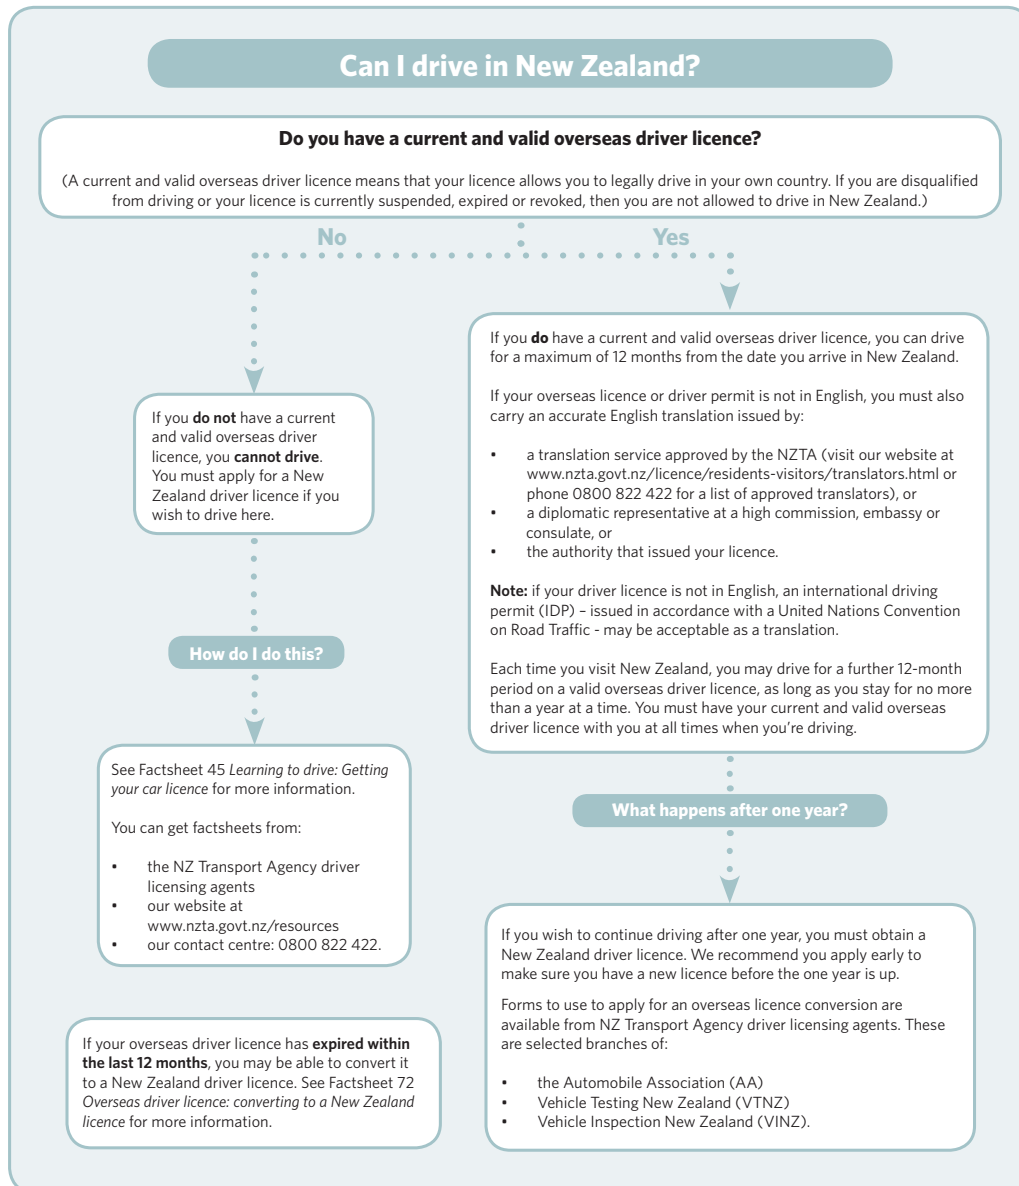 Can I drive in New Zealand?
Do you have a current and valid overseas driver licence?
(A current and valid overseas driver licence means that your licence allows you to legally drive in your own country. If you are disqualified
from driving or your licence is currently suspended, expired or revoked, then you are not allowed to drive in New Zealand.)
No
Yes
If you do not have a current
and valid overseas driver
licence, you cannot drive.
You must apply for a New
Zealand driver licence if you
wish to drive here.
How do I do this?
See Factsheet 45 Learning to drive: Getting
your car licence for more information.
You can get factsheets from:
• the NZ Transport Agency driver
licensing agents
• our website at
www.nzta.govt.nz/resources
• our contact centre: 0800 822 422.
If your overseas driver licence has expired within
the last 12 months, you may be able to convert it
to a New Zealand driver licence. See Factsheet 72
Overseas driver licence: converting to a New Zealand
licence for more information.
If you do have a current and valid overseas driver licence, you can drive
for a maximum of 12 months from the date you arrive in New Zealand.
If your overseas licence or driver permit is not in English, you must also
carry an accurate English translation issued by:
• a translation service approved by the NZTA (visit our website at
www.nzta.govt.nz/licence/residents-visitors/translators.html or
phone 0800 822 422 for a list of approved translators), or
• a diplomatic representative at a high commission, embassy or
consulate, or
• the authority that issued your licence.
Note: if your driver licence is not in English, an international driving
permit (IDP) – issued in accordance with a United Nations Convention
on Road Traffic - may be acceptable as a translation.
Each time you visit New Zealand, you may drive for a further 12-month
period on a valid overseas driver licence, as long as you stay for no more
than a year at a time. You must have your current and valid overseas
driver licence with you at all times when you're driving.
What happens after one year?
If you wish to continue driving after one year, you must obtain a
New Zealand driver licence. We recommend you apply early to
make sure you have a new licence before the one year is up.
Forms to use to apply for an overseas licence conversion are
available from NZ Transport Agency driver licensing agents. These
are selected branches of:
• the Automobile Association (AA)
• Vehicle Testing New Zealand (VTNZ)
• Vehicle Inspection New Zealand (VINZ).